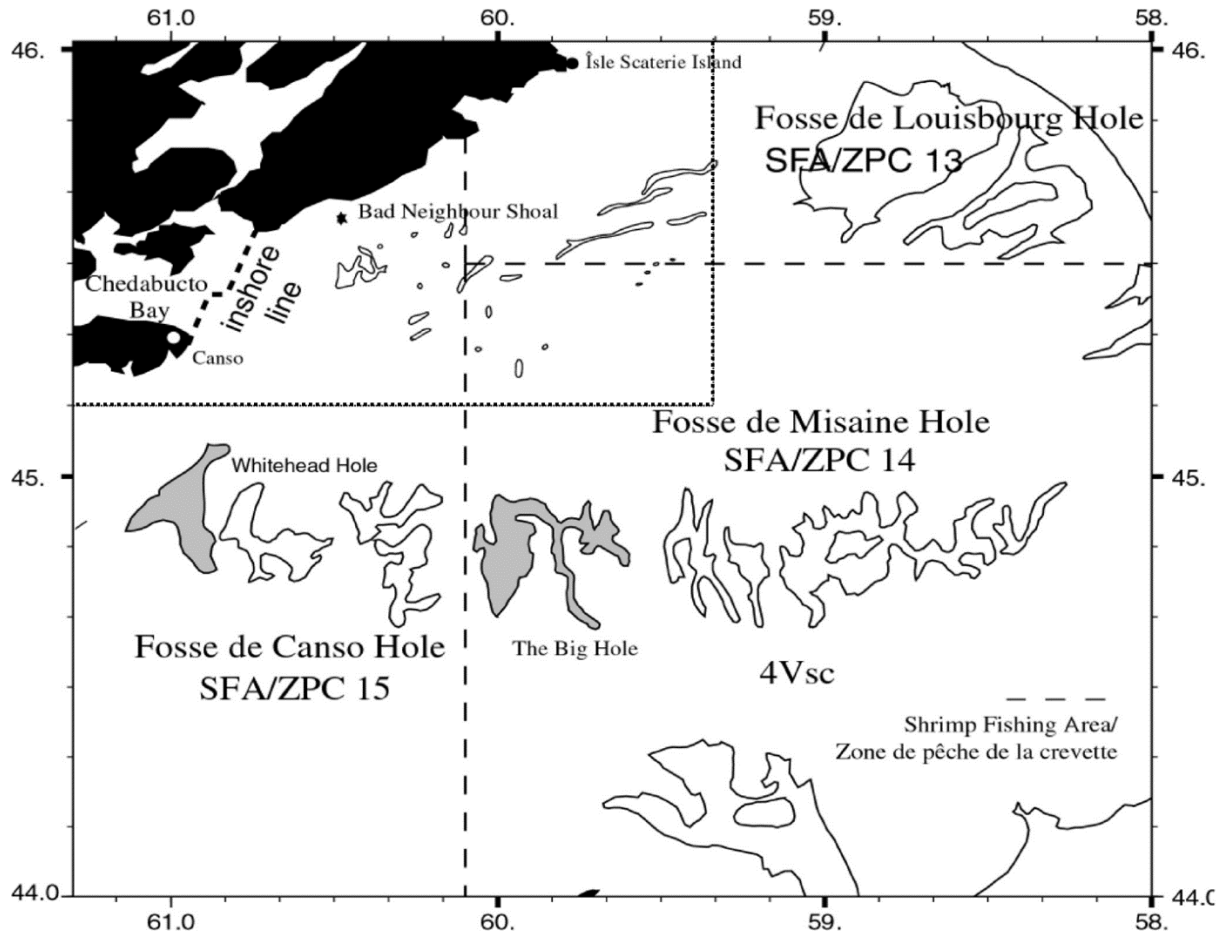 61.0 60. 59. 58.
46. 46.
Îsle Scaterie Island
Fosse de Louisbourg Hole
SFA/ZPC 13
Bad Neighbour Shoal
Chedabucto
Bay
inshore
line
Canso
Fosse de Misaine Hole
SFA/ZPC 14
45. 45.
Whitehead Hole
The Big Hole
Fosse de Canso Hole
SFA/ZPC 15
4Vsc
Shrimp Fishing Area/
Zone de pêche de la crevette
44.0 44.0
61.0 60. 59. 58.